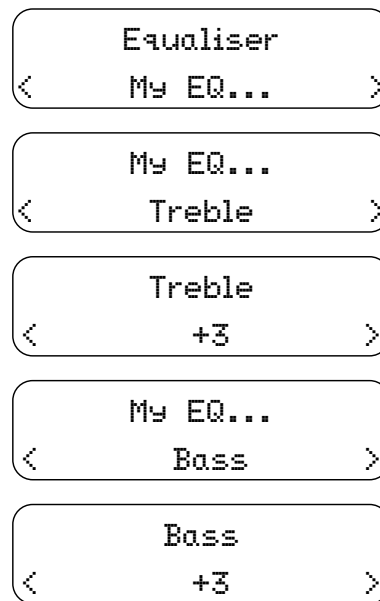 Equaliser
< My EQ... >
My EQ...
< Treble >
Treble
< +3 >
My EQ...
< Bass >
Bass
< +3 >